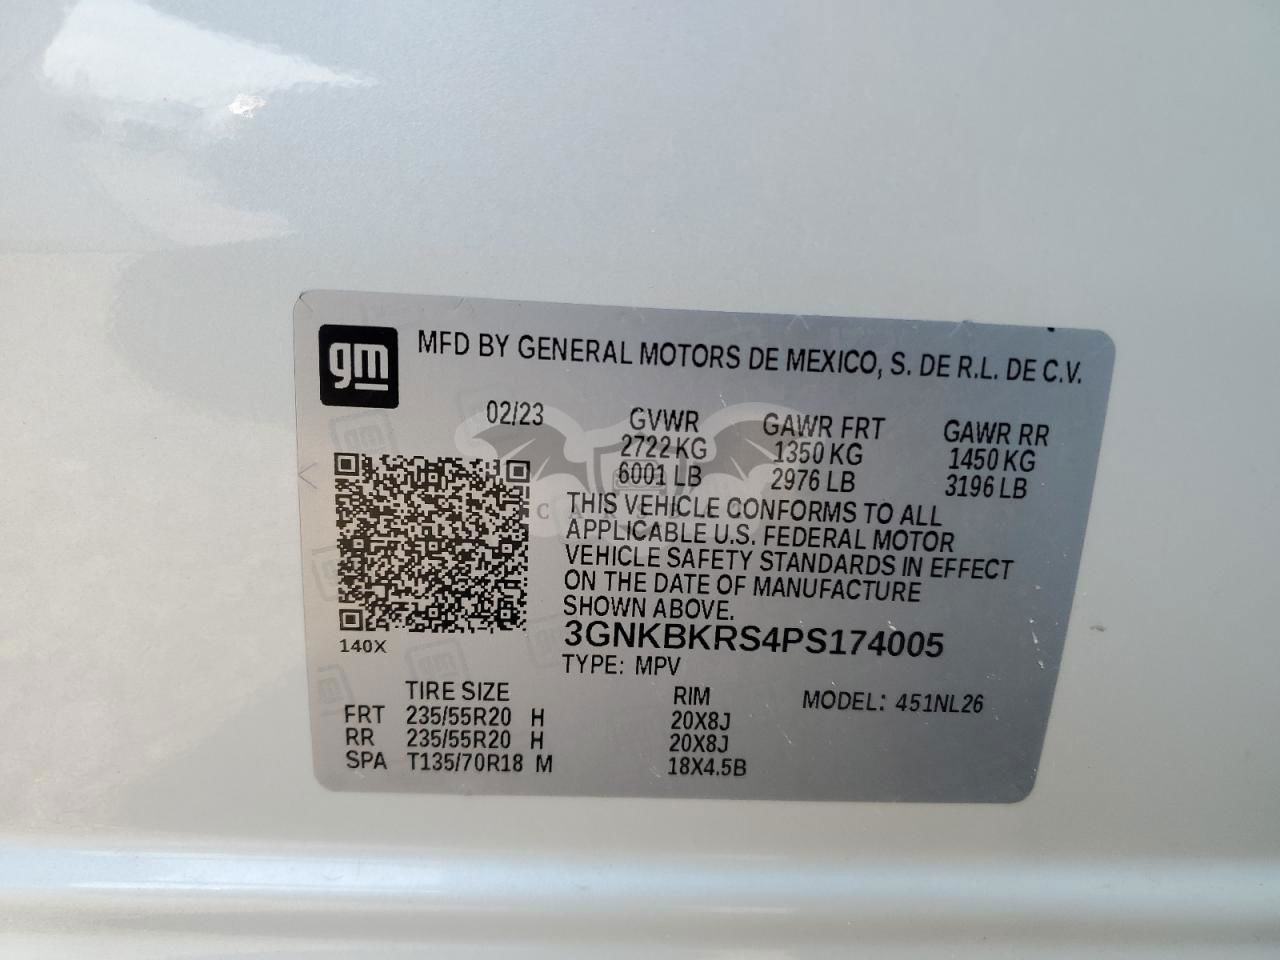 gm
MFD BY GENERAL MOTORS DE MEXICO, S. DE R.L. DE C.V.
02/23 GVWR GAWR FRT GAWR RR
2722 KG 1350 KG 1450 KG
6001 LB 2976 LB 3196 LB
THIS VEHICLE CONFORMS TO ALL
APPLICABLE U.S. FEDERAL MOTOR
VEHICLE SAFETY STANDARDS IN EFFECT
ON THE DATE OF MANUFACTURE
SHOWN ABOVE.
3GNKBKRS4PS174005
140X
TYPE: MPV
TIRE SIZE RIM MODEL: 451NL26
FRT 235/55R20 H 20X8J
RR 235/55R20 H 20X8J
SPA T135/70R18 M 18X4.5B